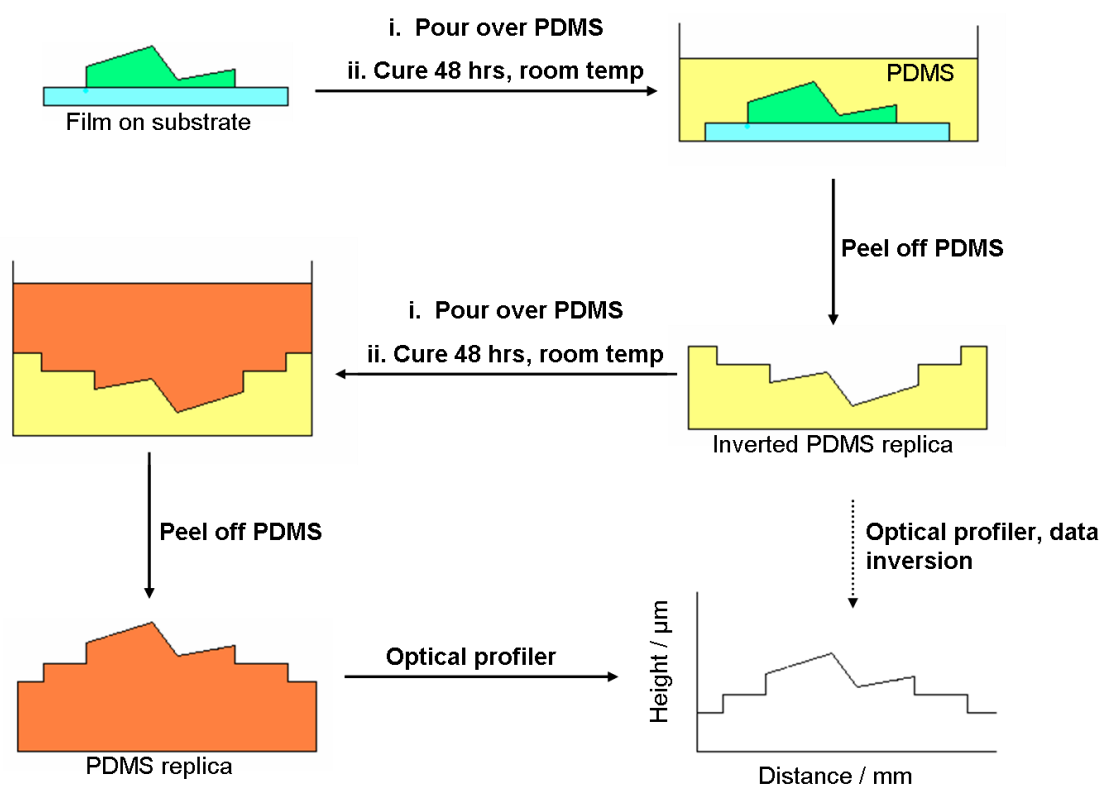 i. Pour over PDMS
ii. Cure 48 hrs, room temp
Film on substrate
PDMS
Peel off PDMS
i. Pour over PDMS
ii. Cure 48 hrs, room temp
Inverted PDMS replica
Peel off PDMS
Optical profiler, data
inversion
Optical profiler
Height / µm
PDMS replica
Distance / mm